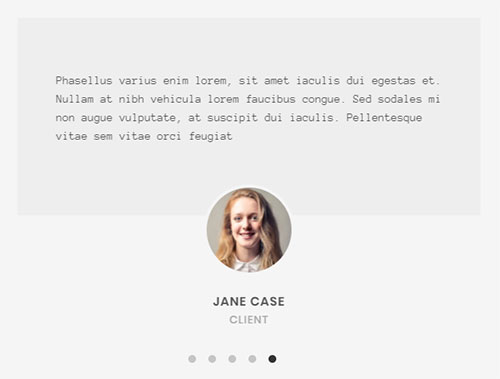 Phasellus varius enim lorem, sit amet iaculis dui egestas et.
Nullam at nibh vehicula lorem faucibus congue. Sed sodales mi
non augue vulputate, at suscipit dui iaculis. Pellentesque
vitae sem vitae orci feugiat
JANE CASE
CLIENT